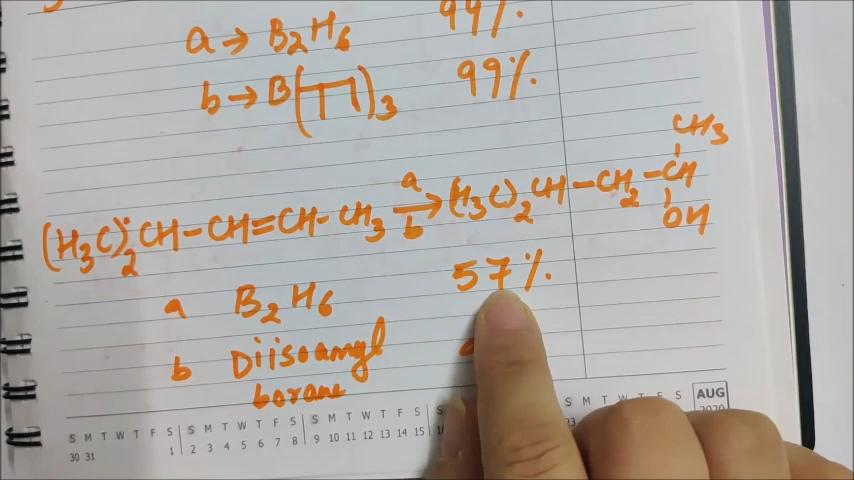 a → B2H6 99%
b → B( )3 99%
CH3
(H3C)2CH-CH=CH-CH3 a → b (H3C)2CH-CH2-CH
OH
a B2H6 57%
b Diisoamyl
borane
S M T W T F S S M T W T F S S M T W T F S S S M T W T F S AUG
30 31 1 2 3 4 5 6 7 8 9 10 11 12 13 14 15 2020